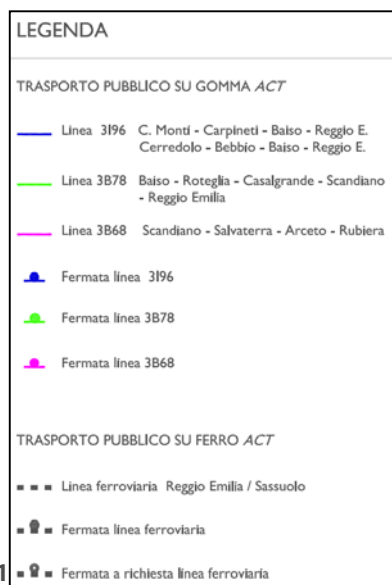 LEGENDA
TRASPORTO PUBBLICO SU GOMMA ACT
Linea 3I96 C. Monti - Carpineti - Baiso - Reggio E.
Cerredolo - Bebbio - Baiso - Reggio E.
Linea 3B78 Baiso - Roteglia - Casalgrande - Scandiano
- Reggio Emilia
Linea 3B68 Scandiano - Salvaterra - Arceto - Rubiera
Fermata linea 3I96
Fermata linea 3B78
Fermata linea 3B68
TRASPORTO PUBBLICO SU FERRO ACT
Linea ferroviaria Reggio Emilia / Sassuolo
Fermata linea ferroviaria
1 Fermata a richiesta linea ferroviaria